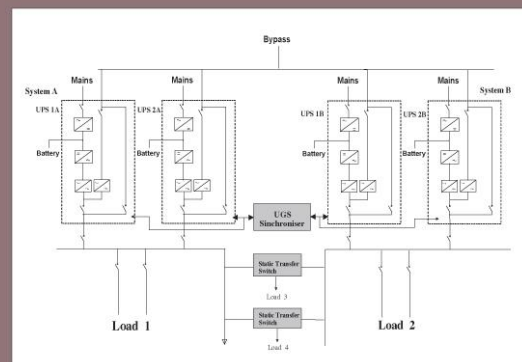 Bypass
Mains
Mains
Mains
Mains
System A
System B
UPS 1A
UPS 2A
UPS 1B
UPS 2B
Battery
Battery
Battery
Battery
UGS
Sinchroniser
Static Transfer
Switch
Load 3
Static Transfer
Switch
Load 4
Load 1
Load 2